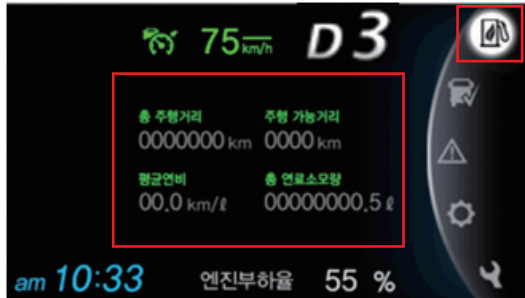 75 km/h D 3
총 주행거리 주행 가능거리
0000000 km 0000 km
평균연비 총 연료소모량
00.0 km/ℓ 00000000.5 ℓ
am 10:33 엔진부하율 55 %